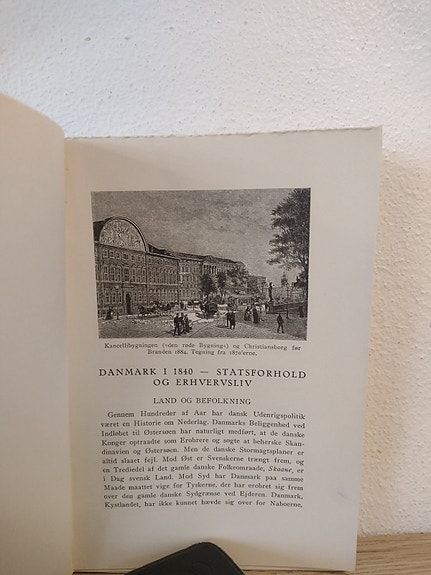 Kancellibygningen (»den røde Bygning«) og Christiansborg før
Branden 1884. Tegning fra 1870'erne.
DANMARK I 1840 — STATSFORHOLD
OG ERHVERVSLIV
LAND OG BEFOLKNING
Gennem Hundreder af Aar har dansk Udenrigspolitik
været en Historie om Nederlag. Danmarks Beliggenhed ved
Indløbet til Østersøen har naturligt medført, at de danske
Konger optraadte som Erobrere og søgte at beherske Skan-
dinavien og Østersøen. Men de danske Stormagtsplaner er
altid slaaet fejl. Mod Øst er Svenskerne trængt frem, og
en Trediedel af det gamle danske Folkeomraade, Skaane, er
i Dag svensk Land. Mod Syd har Danmark paa samme
Maade maattet vige for Tyskerne, der har erobret sig frem
over den gamle danske Sydgrænse ved Ejderen. Danmark,
Kystlandet, har ikke kunnet hævde sig over for Naboerne,